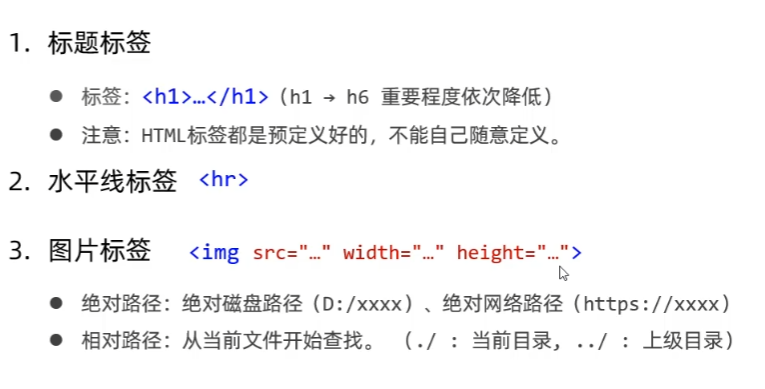 1. 标题标签
● 标签：<h1>…</h1>（h1 → h6 重要程度依次降低）
● 注意：HTML标签都是预定义好的，不能自己随意定义。
2. 水平线标签 <hr>
3. 图片标签 <img src="…" width="…" height="…">
● 绝对路径：绝对磁盘路径（D:/xxxx）、绝对网络路径（https://xxxx）
● 相对路径：从当前文件开始查找。 （./ : 当前目录, ../ : 上级目录）